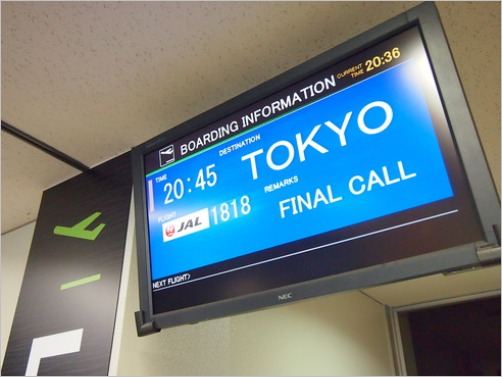 BOARDING INFORMATION
CURRENT TIME 20:36
TIME
DESTINATION
20:45 TOKYO
FLIGHT
REMARKS
JAL 1818 FINAL CALL
NEXT FLIGHT>
NEC